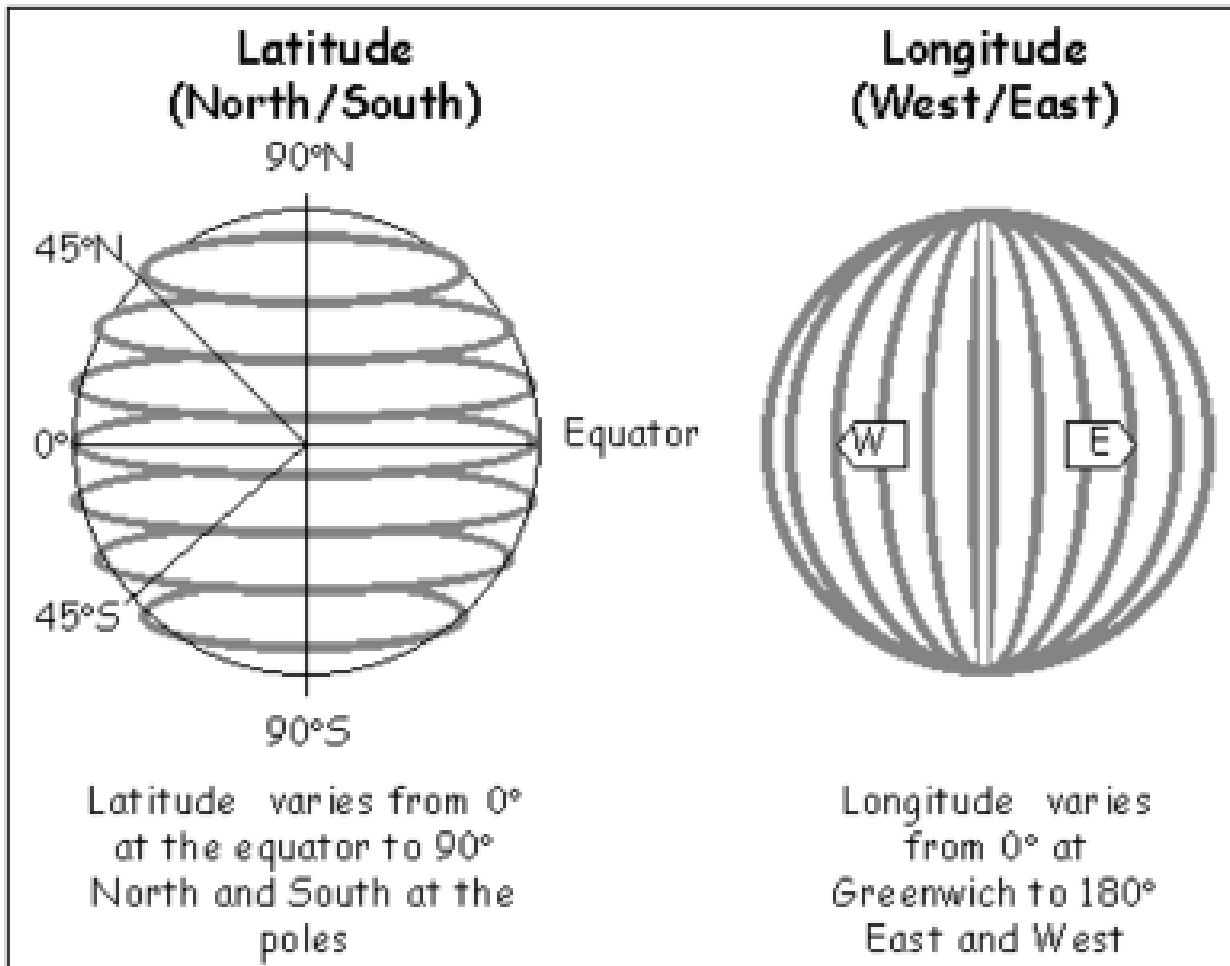 Latitude
(North/South)
90°N
45°N
0°
Equator
45°S
90°S
Latitude varies from 0°
at the equator to 90°
North and South at the
poles
Longitude
(West/East)
W
E
Longitude varies
from 0° at
Greenwich to 180°
East and West